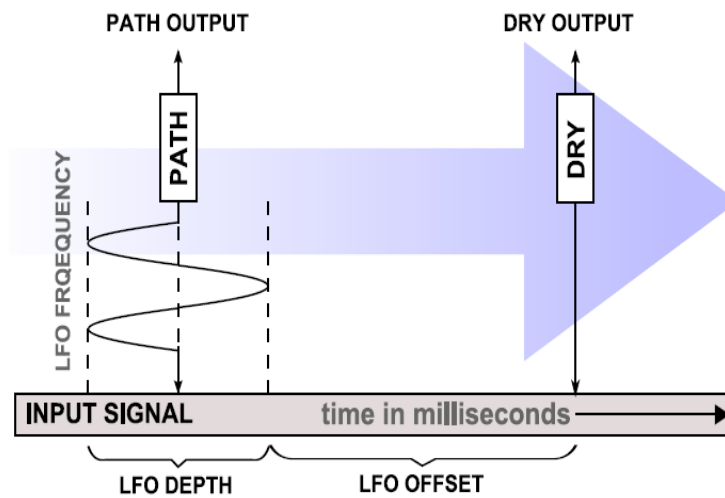 PATH OUTPUT
DRY OUTPUT
PATH
DRY
LFO FRQEQUENCY
INPUT SIGNAL
time in milliseconds
LFO DEPTH
LFO OFFSET